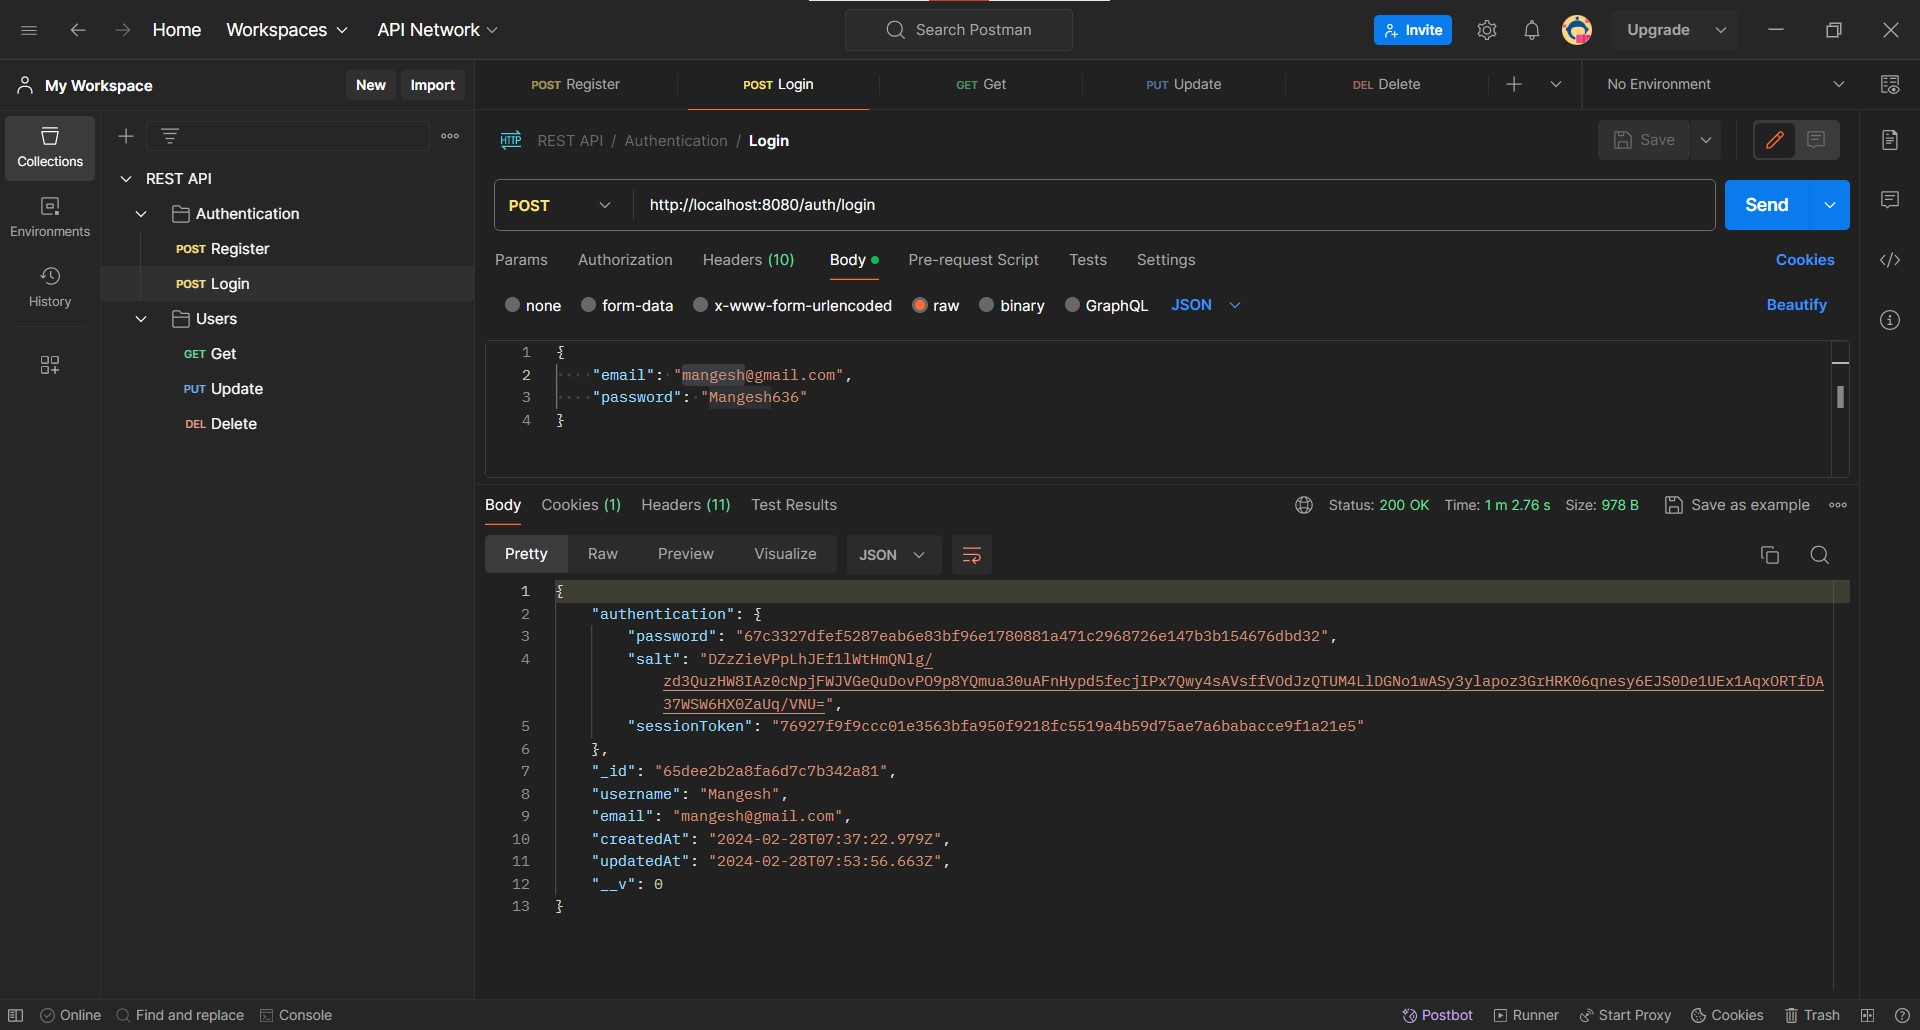 Home Workspaces API Network Search Postman Invite Upgrade
My Workspace New Import POST Register POST Login GET Get PUT Update DEL Delete No Environment
Collections
Environments
History
REST API
Authentication
POST Register
POST Login
Users
GET Get
PUT Update
DEL Delete
HTTP REST API / Authentication / Login Save
POST http://localhost:8080/auth/login Send
Params Authorization Headers (10) Body Pre-request Script Tests Settings Cookies
none form-data x-www-form-urlencoded raw binary GraphQL JSON Beautify
1 {
2 "email": "mangesh@gmail.com",
3 "password": "Mangesh636"
4 }
Body Cookies (1) Headers (11) Test Results Status: 200 OK Time: 1 m 2.76 s Size: 978 B Save as example
Pretty Raw Preview Visualize JSON
1 {
2 "authentication": {
3 "password": "67c3327dfef5287eab6e83bf96e1780881a471c2968726e147b3b154676dbd32",
4 "salt": "DZzZieVPpLhJEf1lWtHmQNlg/
zd3QuzHW8IAz0cNpjFWJVGeQuDovPO9p8YQmua30uAFnHypd5fecjIPx7Qwy4sAVsffVOdJzQTUM4LlDGNo1wASy3ylapoz3GrHRK06qnesy6EJS0De1UEx1AqxORTfDA
37WSW6HX0ZaUq/VNU=",
5 "sessionToken": "76927f9f9ccc01e3563bfa950f9218fc5519a4b59d75ae7a6babacce9f1a21e5"
6 },
7 "_id": "65dee2b2a8fa6d7c7b342a81",
8 "username": "Mangesh",
9 "email": "mangesh@gmail.com",
10 "createdAt": "2024-02-28T07:37:22.979Z",
11 "updatedAt": "2024-02-28T07:53:56.663Z",
12 "__v": 0
13 }
Online Find and replace Console Postbot Runner Start Proxy Cookies Trash